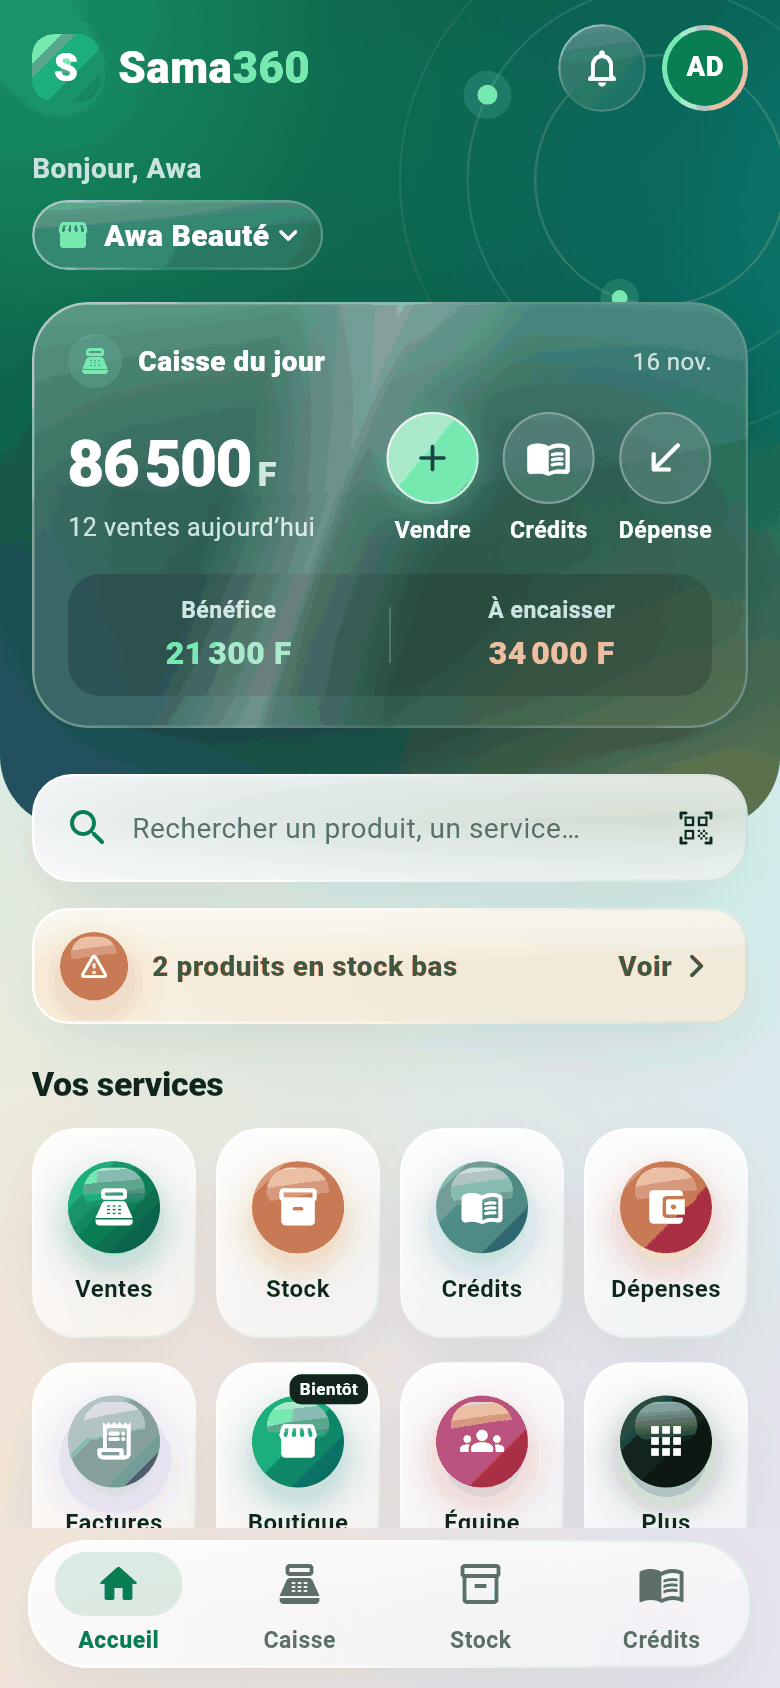 S Sama360 AD
Bonjour, Awa
Awa Beauté
Caisse du jour 16 nov.
86 500 F
12 ventes aujourd’hui
Vendre Crédits Dépense
Bénéfice À encaisser
21 300 F 34 000 F
Rechercher un produit, un service…
2 produits en stock bas Voir
Vos services
Ventes Stock Crédits Dépenses
Bientôt
Factures Boutique Équipe Plus
Accueil Caisse Stock Crédits